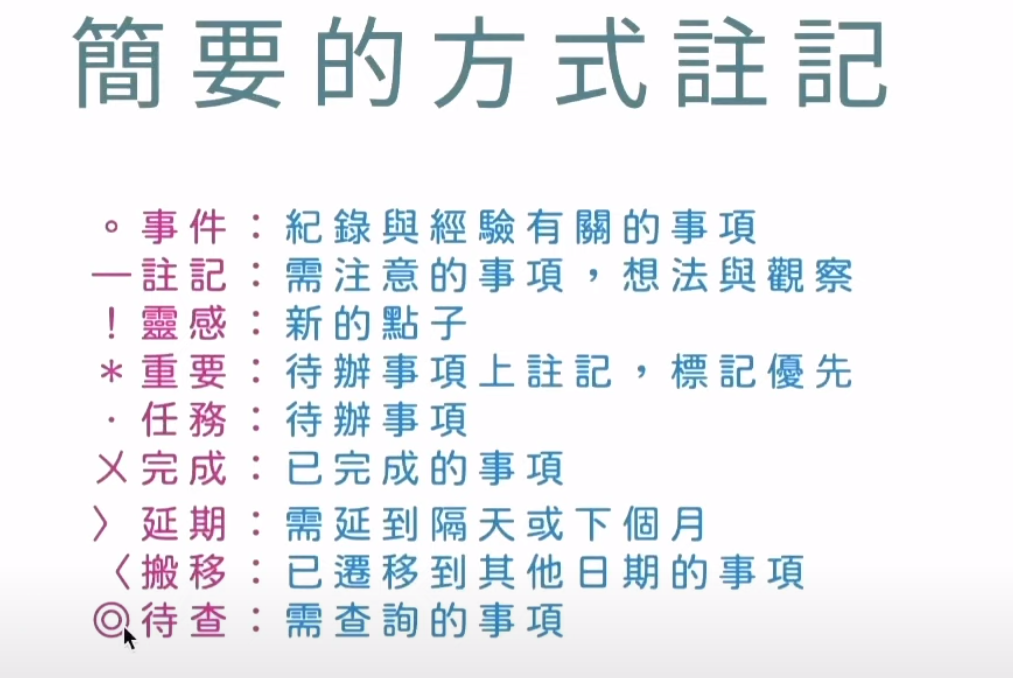 簡要的方式註記
。事件：紀錄與經驗有關的事項
—註記：需注意的事項，想法與觀察
！靈感：新的點子
＊重要：待辦事項上註記，標記優先
·任務：待辦事項
㐅完成：已完成的事項
〉延期：需延到隔天或下個月
〈搬移：已遷移到其他日期的事項
◎待查：需查詢的事項